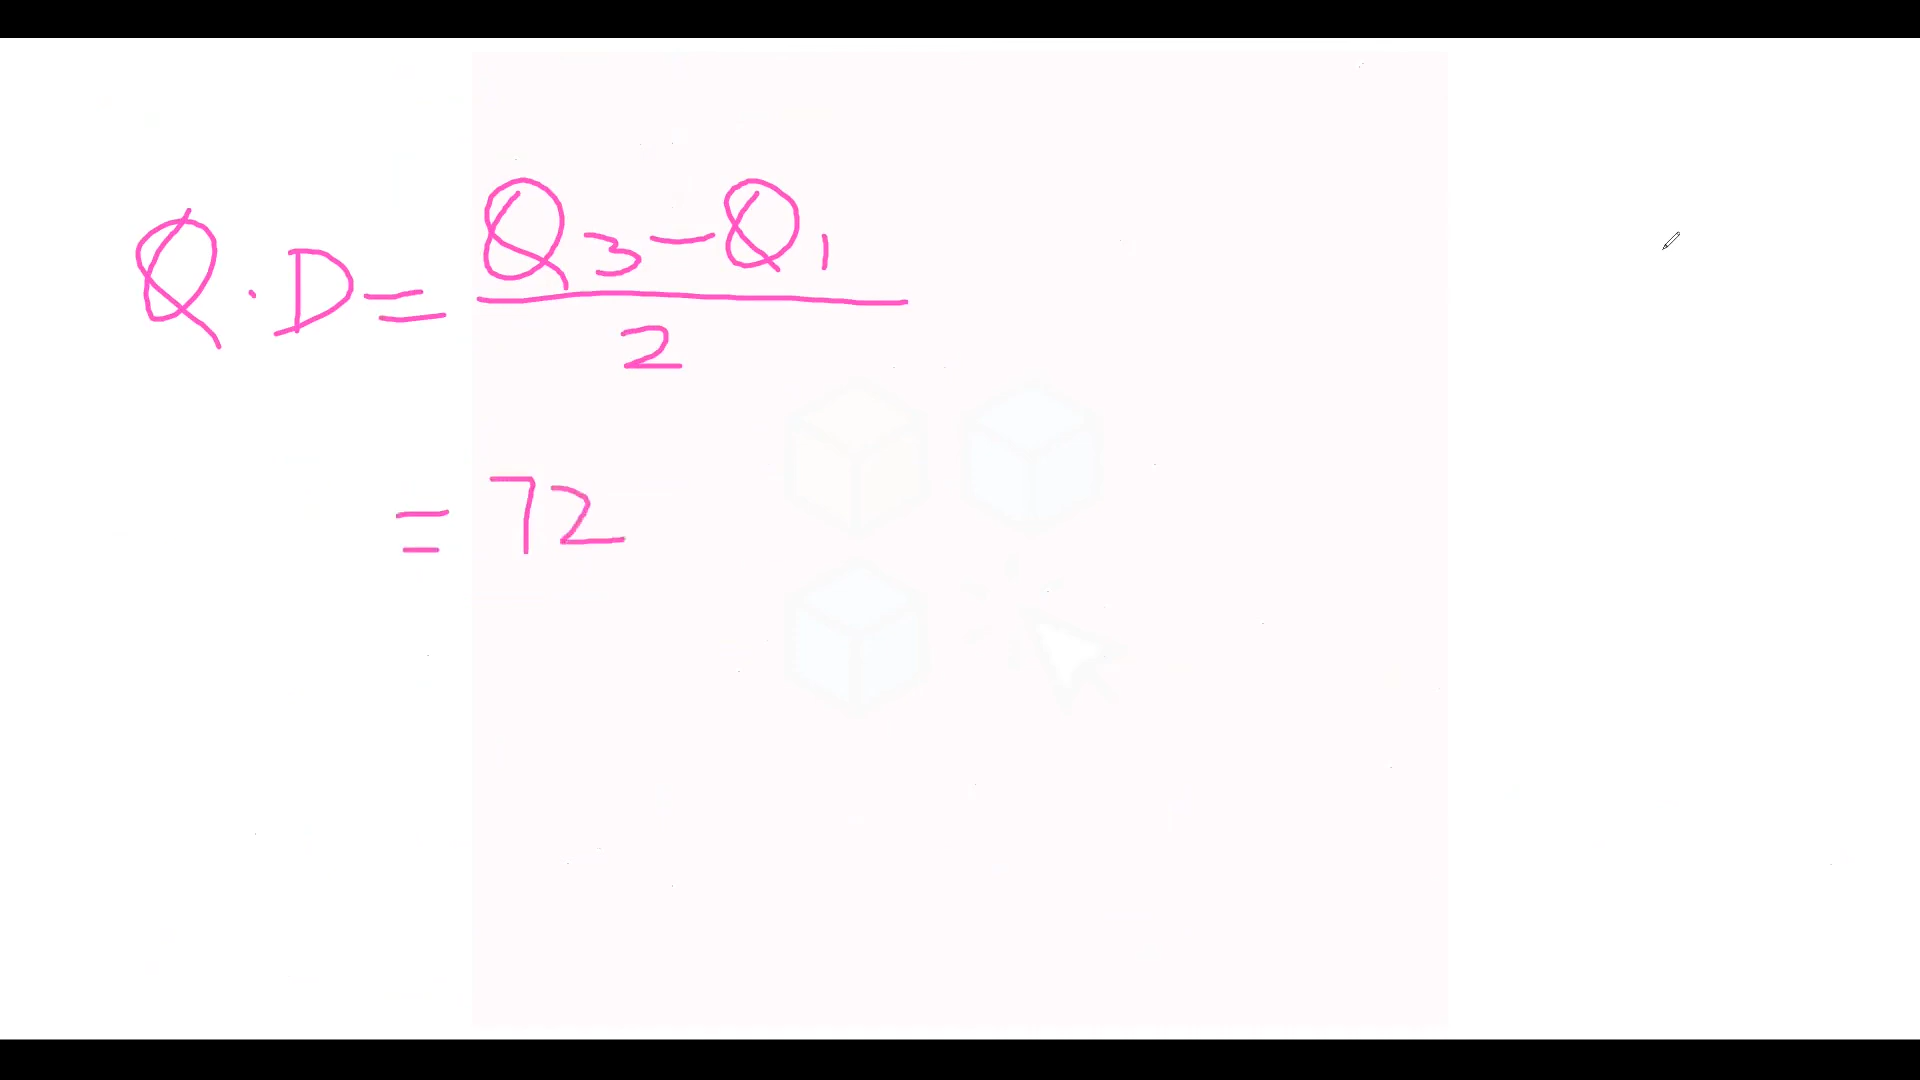 Q.D = (Q₃ - Q₁) / 2
= 72